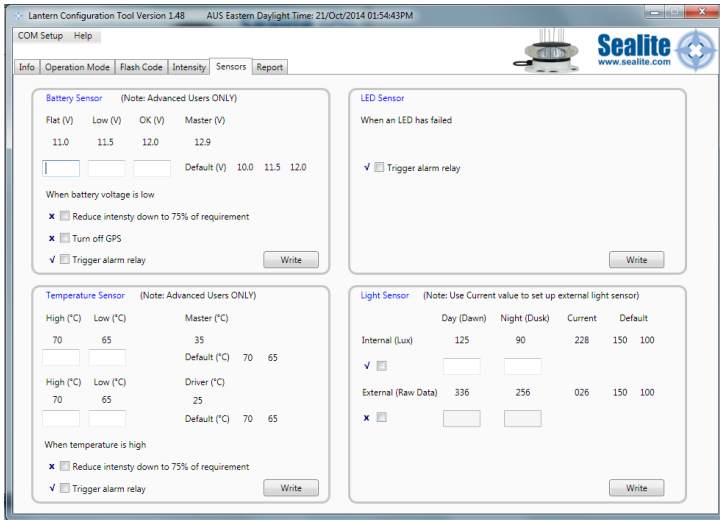 Lantern Configuration Tool Version 1.48 AUS Eastern Daylight Time: 21/Oct/2014 01:54:43PM
COM Setup Help
Sealite
www.sealite.com
Info Operation Mode Flash Code Intensity Sensors Report
Battery Sensor (Note: Advanced Users ONLY)
Flat (V) Low (V) OK (V) Master (V)
11.0 11.5 12.0 12.9
Default (V) 10.0 11.5 12.0
When battery voltage is low
x Reduce intensty down to 75% of requirement
x Turn off GPS
√ Trigger alarm relay
Write
LED Sensor
When an LED has failed
√ Trigger alarm relay
Write
Temperature Sensor (Note: Advanced Users ONLY)
High (°C) Low (°C) Master (°C)
70 65 35
Default (°C) 70 65
High (°C) Low (°C) Driver (°C)
70 65 25
Default (°C) 70 65
When temperature is high
x Reduce intensty down to 75% of requirement
√ Trigger alarm relay
Write
Light Sensor (Note: Use Current value to set up external light sensor)
Day (Dawn) Night (Dusk) Current Default
Internal (Lux) 125 90 228 150 100
√
External (Raw Data) 336 256 026 150 100
x
Write